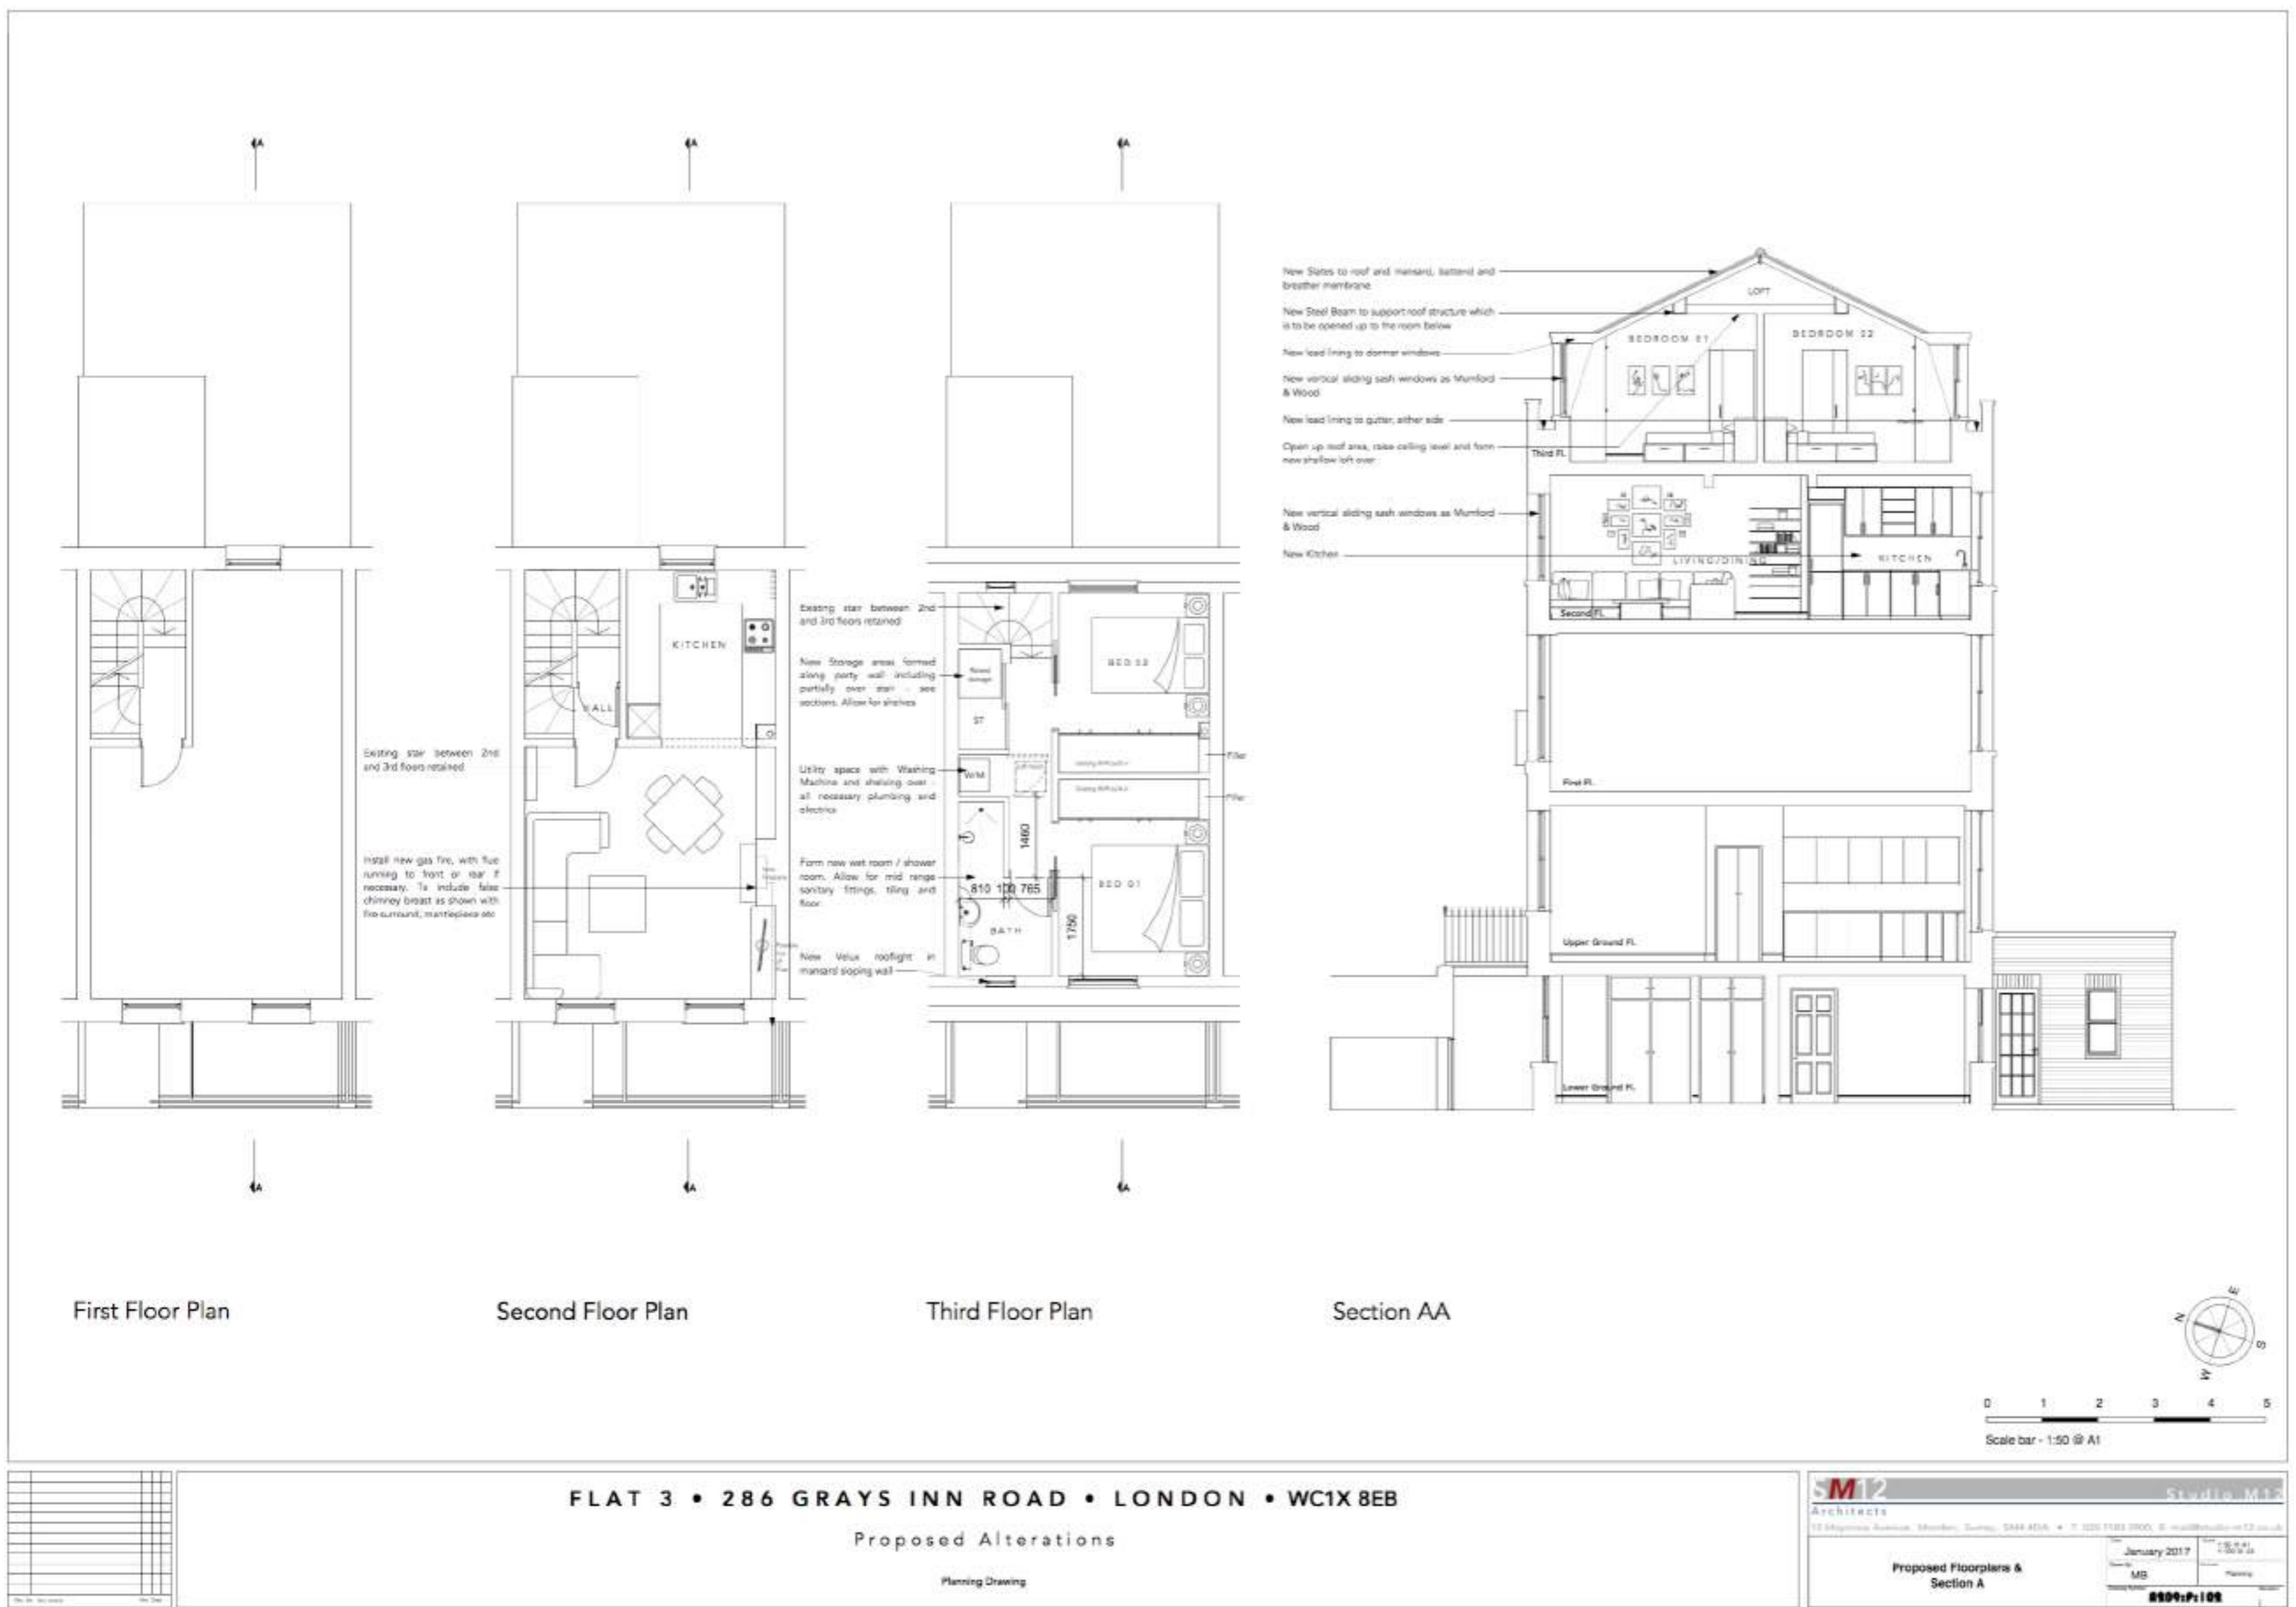 A
A
A
Existing stair between 2nd
and 3rd floors retained
Install new gas fire, with flue
running to front or rear if
necessary. To include false
chimney breast as shown with
fire surround, mantlepiece etc
KITCHEN
HALL
Existing stair between 2nd
and 3rd floors retained
New Storage areas formed
along party wall including
partially over stair - see
sections. Allow for shelves
Utility space with Washing
Machine and shelving over -
all necessary plumbing and
electrics
Form new wet room / shower
room. Allow for mid range
sanitary fittings, tiling and
floor.
New Velux rooflight in
mansard sloping wall
BED 02
ST
W/M
Filler
Filler
1460
810 100 765
BED 01
BATH
1750
New Slates to roof and mansard, battend and
breather membrane
New Steel Beam to support roof structure which
is to be opened up to the room below
New lead lining to dormer windows
New vertical sliding sash windows as Mumford
& Wood
New lead lining to gutter, either side
Open up roof area, raise ceiling level and form
new shallow loft over
New vertical sliding sash windows as Mumford
& Wood
New Kitchen
LOFT
BEDROOM 01
BEDROOM 02
Third Fl.
LIVING/DINING
KITCHEN
Second Fl.
First Fl.
Upper Ground Fl.
Lower Ground Fl.
A
A
A
First Floor Plan
Second Floor Plan
Third Floor Plan
Section AA
N
E
S
W
0 1 2 3 4 5
Scale bar - 1:50 @ A1
FLAT 3 • 286 GRAYS INN ROAD • LONDON • WC1X 8EB
Proposed Alterations
Planning Drawing
SM12
Studio M12
Architects
Proposed Floorplans &
Section A
January 2017
MB
Planning